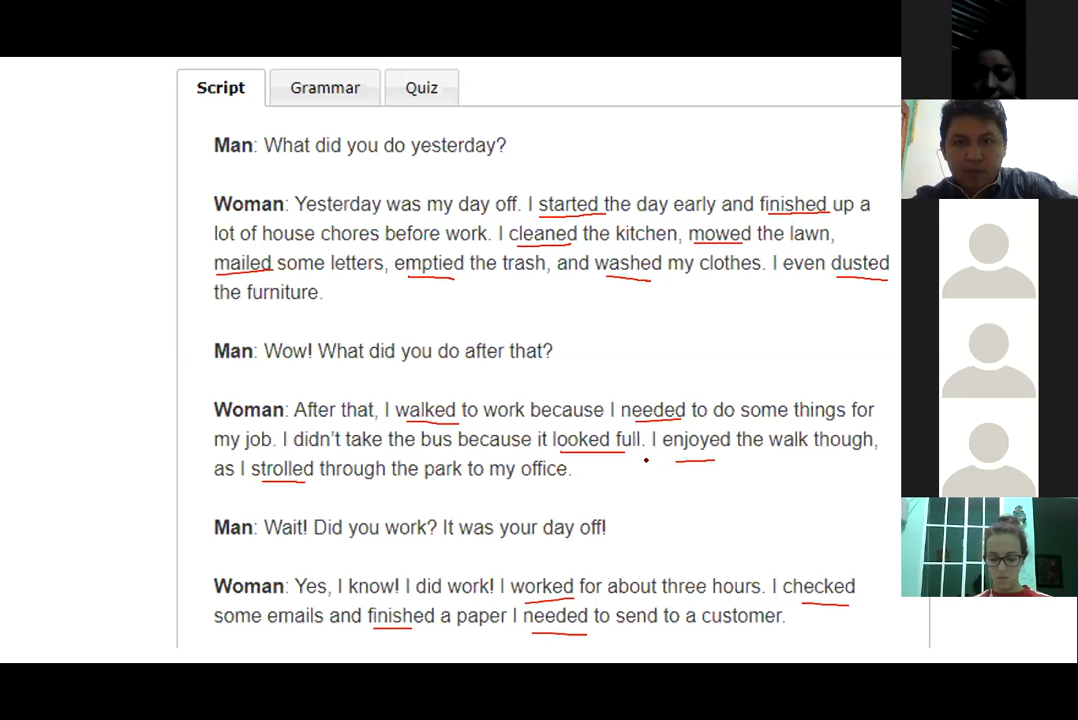 Script Grammar Quiz
Man: What did you do yesterday?
Woman: Yesterday was my day off. I started the day early and finished up a
lot of house chores before work. I cleaned the kitchen, mowed the lawn,
mailed some letters, emptied the trash, and washed my clothes. I even dusted
the furniture.
Man: Wow! What did you do after that?
Woman: After that, I walked to work because I needed to do some things for
my job. I didn’t take the bus because it looked full. I enjoyed the walk though,
as I strolled through the park to my office.
Man: Wait! Did you work? It was your day off!
Woman: Yes, I know! I did work! I worked for about three hours. I checked
some emails and finished a paper I needed to send to a customer.